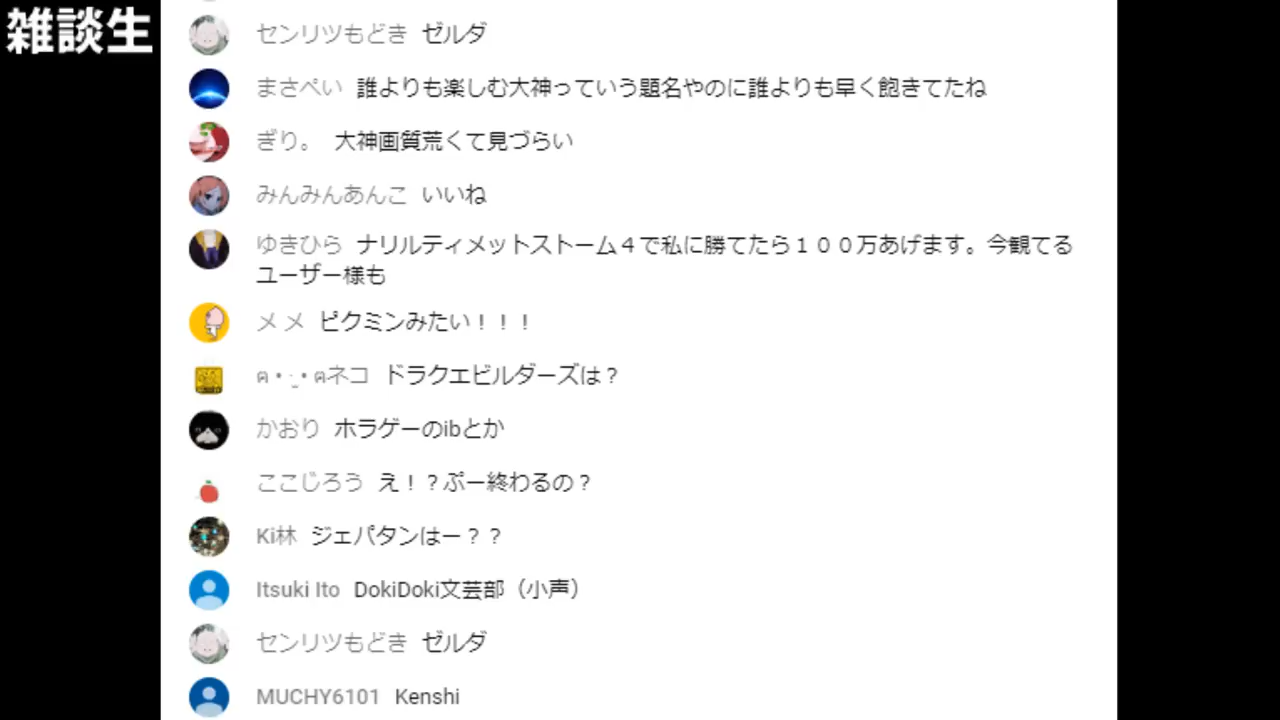 雑談生
センリツもどき ゼルダ
まさぺい 誰よりも楽しむ大神っていう題名やのに誰よりも早く飽きてたね
ぎり。 大神画質荒くて見づらい
みんみんあんこ いいね
ゆきひら ナリルティメットストーム４で私に勝てたら１００万あげます。今観てる
ユーザー様も
メメ ピクミンみたい！！！
ฅ・ᴗ・ฅネコ ドラクエビルダーズは？
かおり ホラゲーのibとか
ここじろう え！？ぷー終わるの？
Ki林 ジェパタンはー？？
Itsuki Ito DokiDoki文芸部（小声）
センリツもどき ゼルダ
MUCHY6101 Kenshi